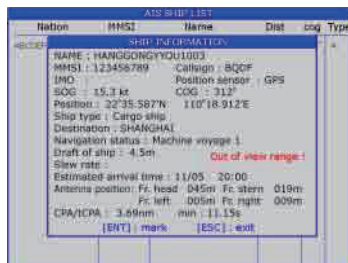 AIS SHIP LIST
Nation MMSI Name Dist cog Type
SHIP INFORMATION
NAME : HANGGONGYYOU1003
MMSI : 123456789 Callsign : BQDF
IMO : Position sensor : GPS
SOG : 15.3 kt COG : 312°
Position : 22°35.587'N 110°18.912'E
Ship type : Cargo ship
Destination : SHANGHAI
Navigation status : Machine voyage 1
Draft of ship : 4.5m
Out of view range !
Slew rate :
Estimated arrival time : 11/05 20:00
Antenna position: Fr. head 045m Fr. stern 019m
Fr. left 005m Fr. right 009m
CPA/tCPA : 3.69nm min : 11.15s
[ENT] : mark [ESC] : exit